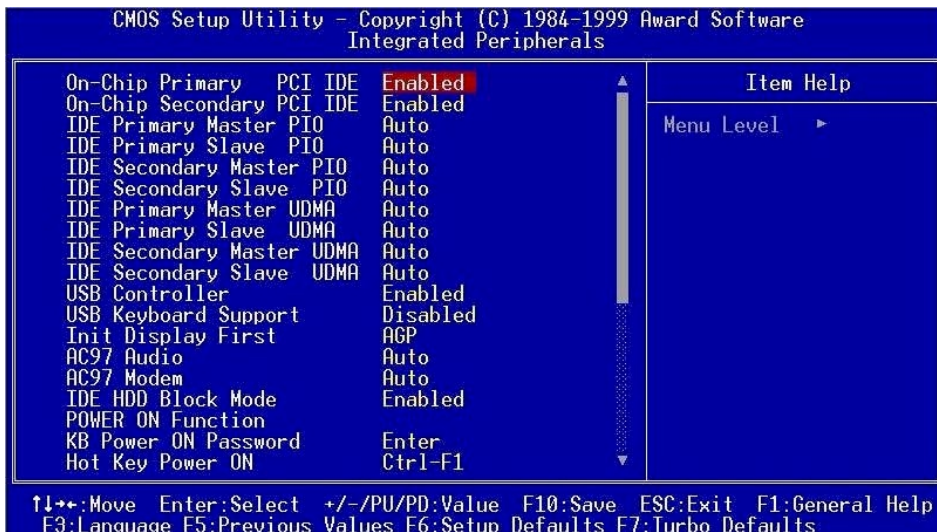 CMOS Setup Utility - Copyright (C) 1984-1999 Award Software
Integrated Peripherals
On-Chip Primary   PCI IDE  Enabled
On-Chip Secondary PCI IDE  Enabled
IDE Primary Master PIO     Auto
IDE Primary Slave  PIO     Auto
IDE Secondary Master PIO   Auto
IDE Secondary Slave  PIO   Auto
IDE Primary Master UDMA    Auto
IDE Primary Slave  UDMA    Auto
IDE Secondary Master UDMA  Auto
IDE Secondary Slave  UDMA  Auto
USB Controller             Enabled
USB Keyboard Support       Disabled
Init Display First         AGP
AC97 Audio                 Auto
AC97 Modem                 Auto
IDE HDD Block Mode         Enabled
POWER ON Function
KB Power ON Password       Enter
Hot Key Power ON           Ctrl-F1
Item Help
Menu Level   ►
↑↓→←:Move  Enter:Select  +/-/PU/PD:Value  F10:Save  ESC:Exit  F1:General Help
F3:Language F5:Previous Values F6:Setup Defaults F7:Turbo Defaults